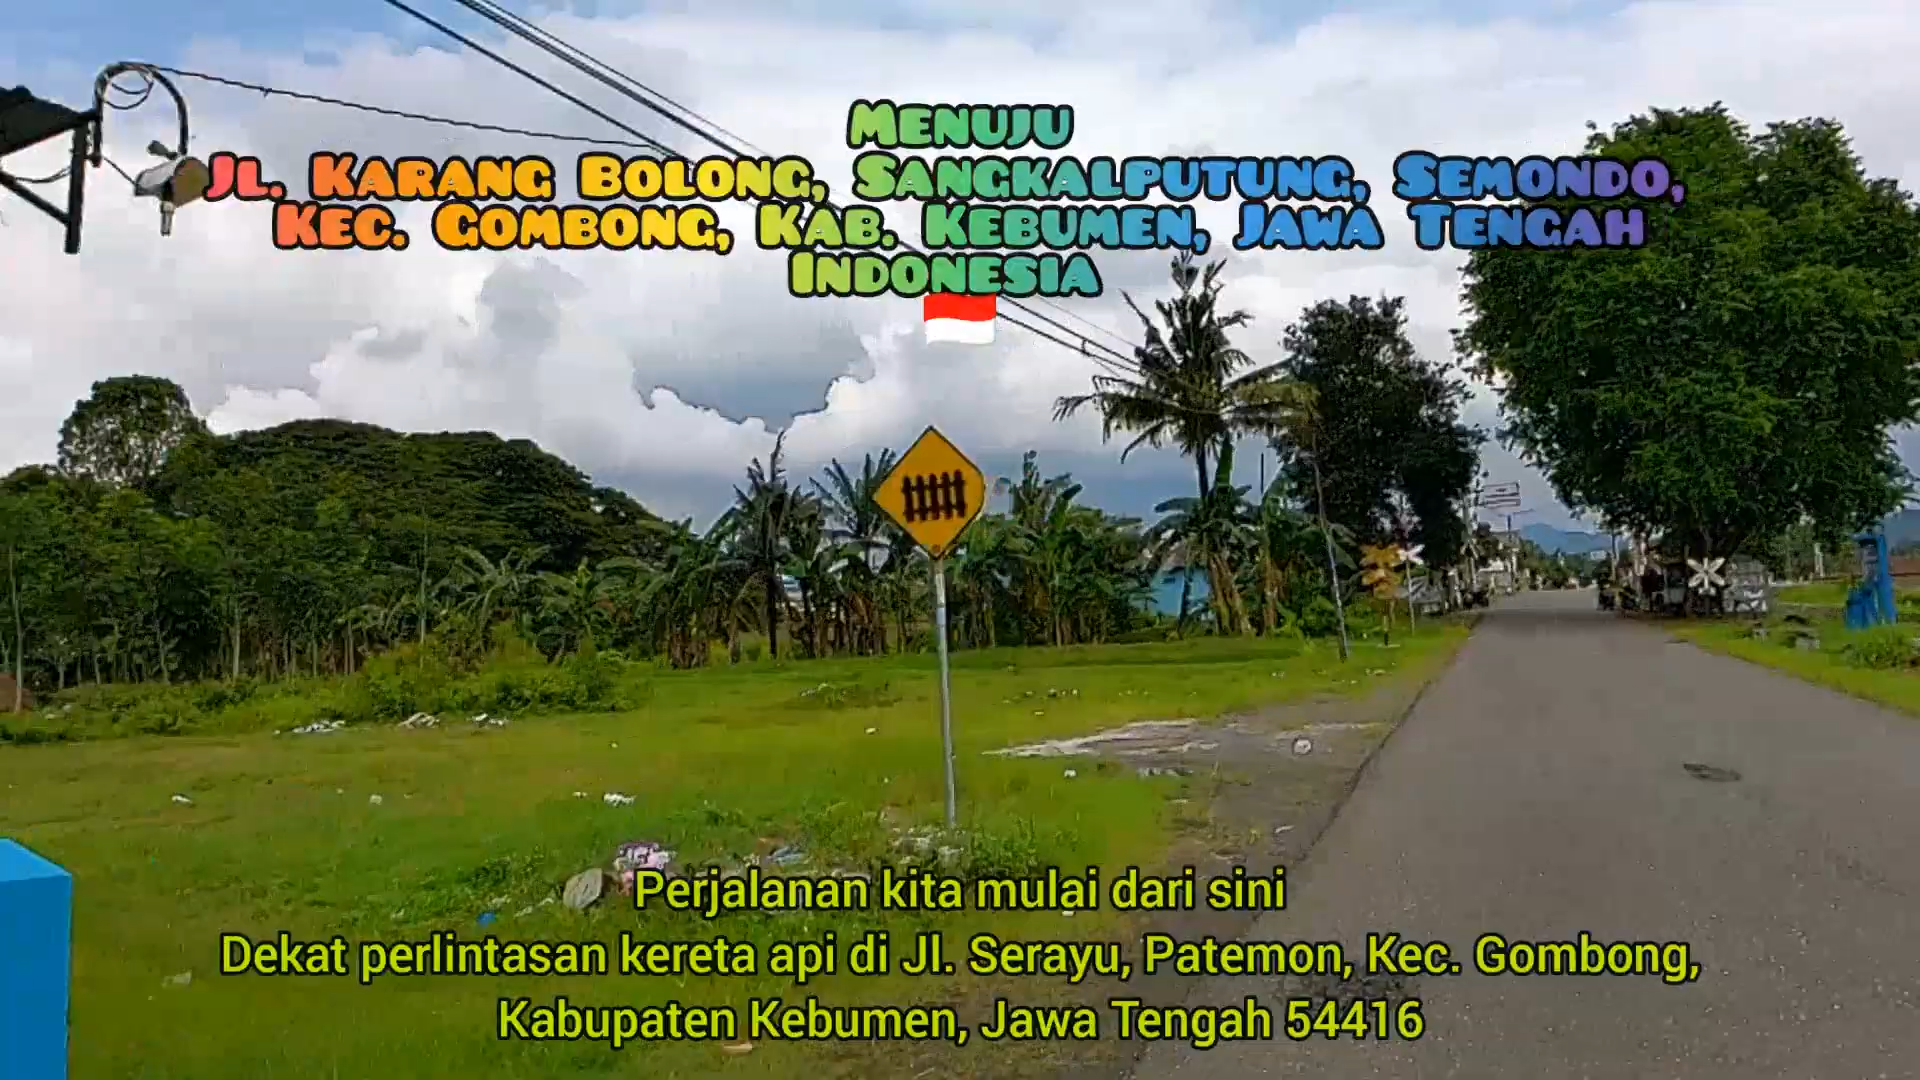 Menuju
Jl. Karang Bolong, Sangkalputung, Semondo,
Kec. Gombong, Kab. Kebumen, Jawa Tengah
Indonesia
Perjalanan kita mulai dari sini
Dekat perlintasan kereta api di Jl. Serayu, Patemon, Kec. Gombong,
Kabupaten Kebumen, Jawa Tengah 54416